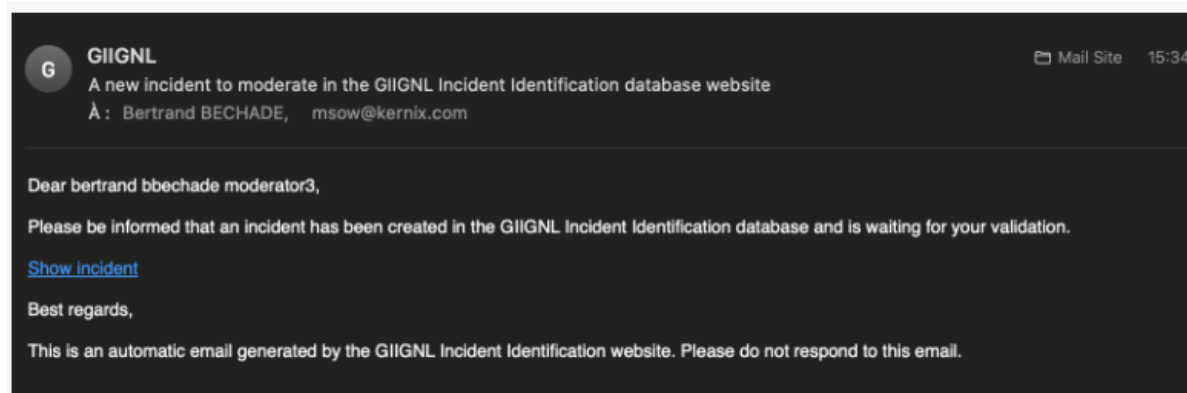 G
GIIGNL
Mail Site 15:34
A new incident to moderate in the GIIGNL Incident Identification database website
À : Bertrand BECHADE, msow@kernix.com
Dear bertrand bbechade moderator3,
Please be informed that an incident has been created in the GIIGNL Incident Identification database and is waiting for your validation.
Show incident
Best regards,
This is an automatic email generated by the GIIGNL Incident Identification website. Please do not respond to this email.